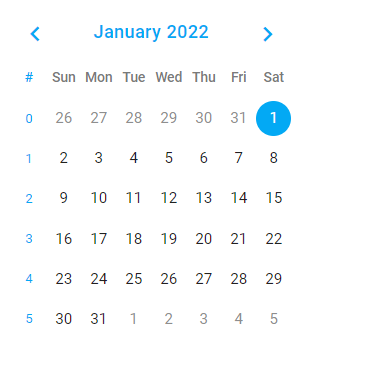 January 2022
# Sun Mon Tue Wed Thu Fri Sat
0 26 27 28 29 30 31 1
1 2 3 4 5 6 7 8
2 9 10 11 12 13 14 15
3 16 17 18 19 20 21 22
4 23 24 25 26 27 28 29
5 30 31 1 2 3 4 5